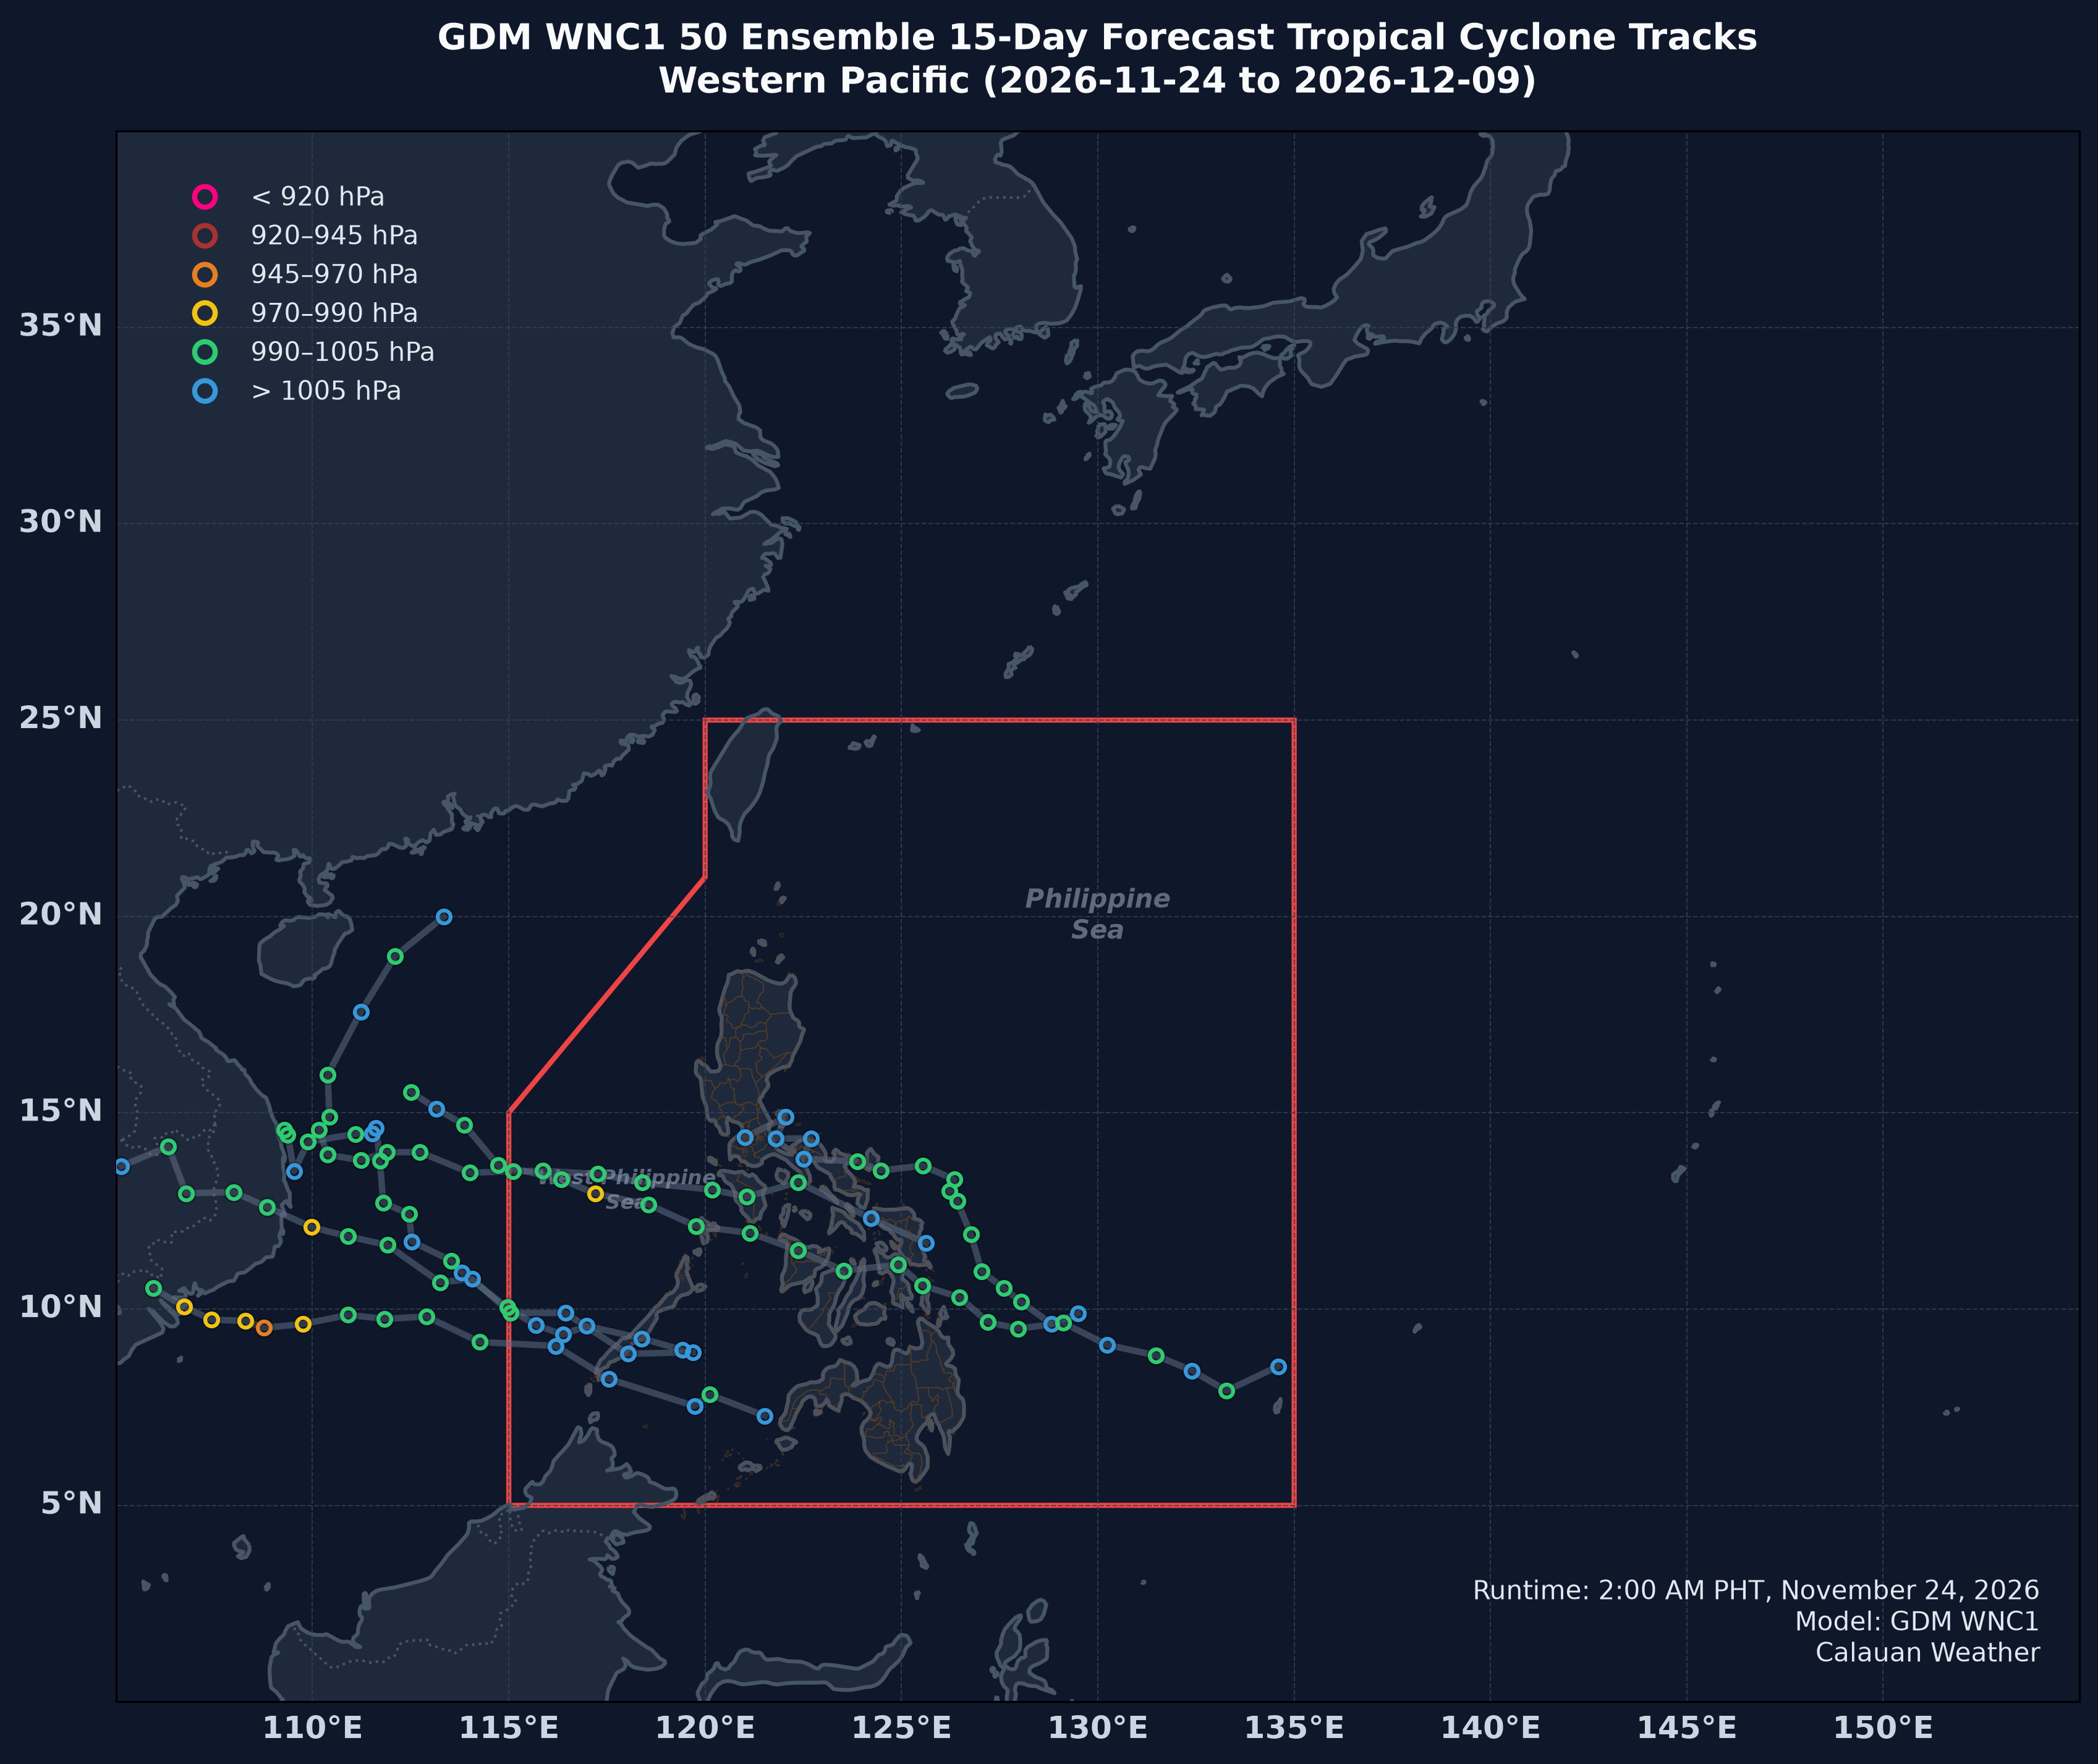 GDM WNC1 50 Ensemble 15-Day Forecast Tropical Cyclone Tracks
Western Pacific (2026-11-24 to 2026-12-09)
< 920 hPa
920–945 hPa
945–970 hPa
970–990 hPa
990–1005 hPa
> 1005 hPa
35°N
30°N
25°N
20°N
15°N
10°N
5°N
Philippine
Sea
West Philippine
Sea
Runtime: 2:00 AM PHT, November 24, 2026
Model: GDM WNC1
Calauan Weather
110°E
115°E
120°E
125°E
130°E
135°E
140°E
145°E
150°E